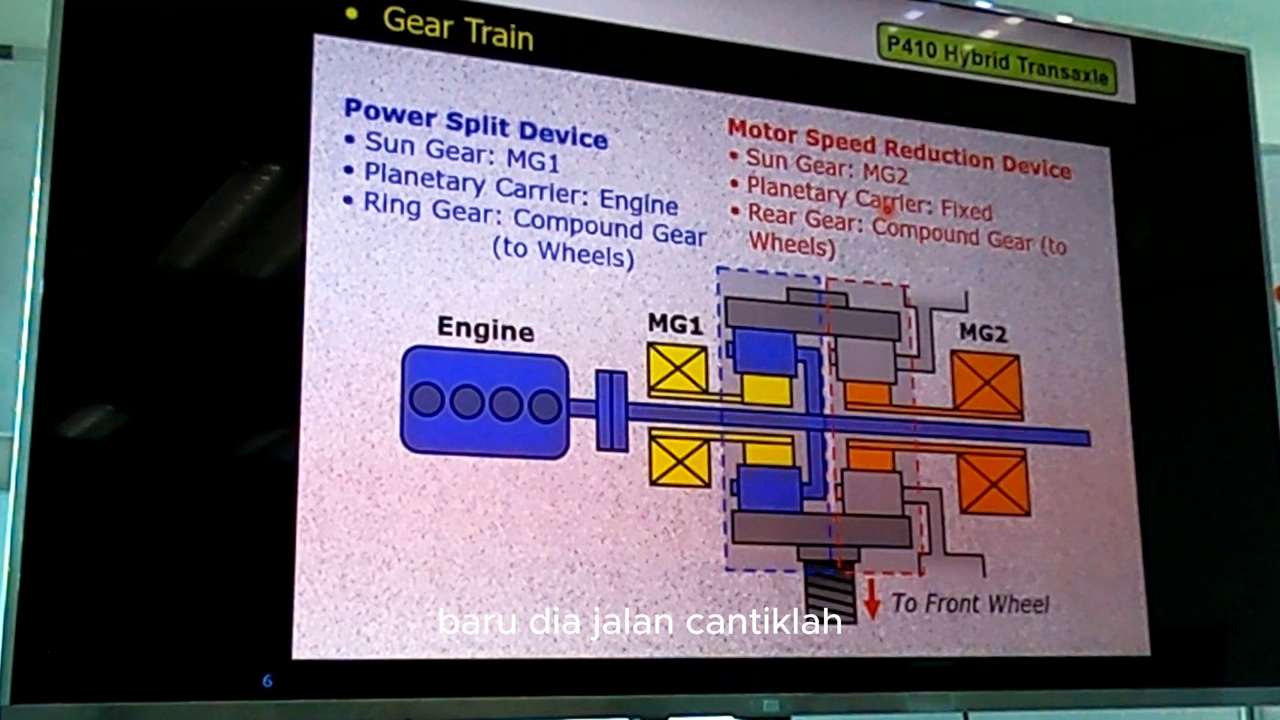 • Gear Train
P410 Hybrid Transaxle
Power Split Device
• Sun Gear: MG1
• Planetary Carrier: Engine
• Ring Gear: Compound Gear
(to Wheels)
Motor Speed Reduction Device
• Sun Gear: MG2
• Planetary Carrier: Fixed
• Rear Gear: Compound Gear (to
Wheels)
Engine
MG1
MG2
To Front Wheel
baru dia jalan cantiklah
6